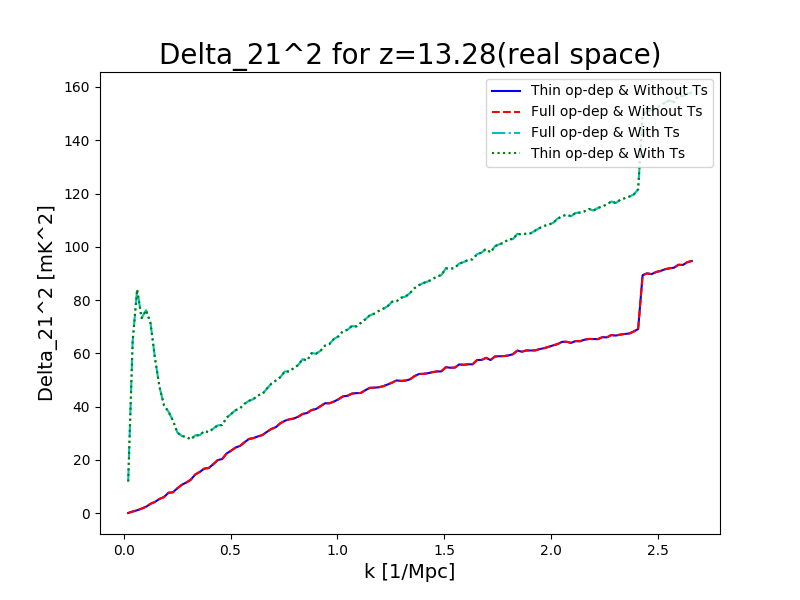 Delta_21^2 for z=13.28(real space)
Thin op-dep & Without Ts
Full op-dep & Without Ts
Full op-dep & With Ts
Thin op-dep & With Ts
Delta_21^2 [mK^2]
160
140
120
100
80
60
40
20
0
0.0
0.5
1.0
1.5
2.0
2.5
k [1/Mpc]